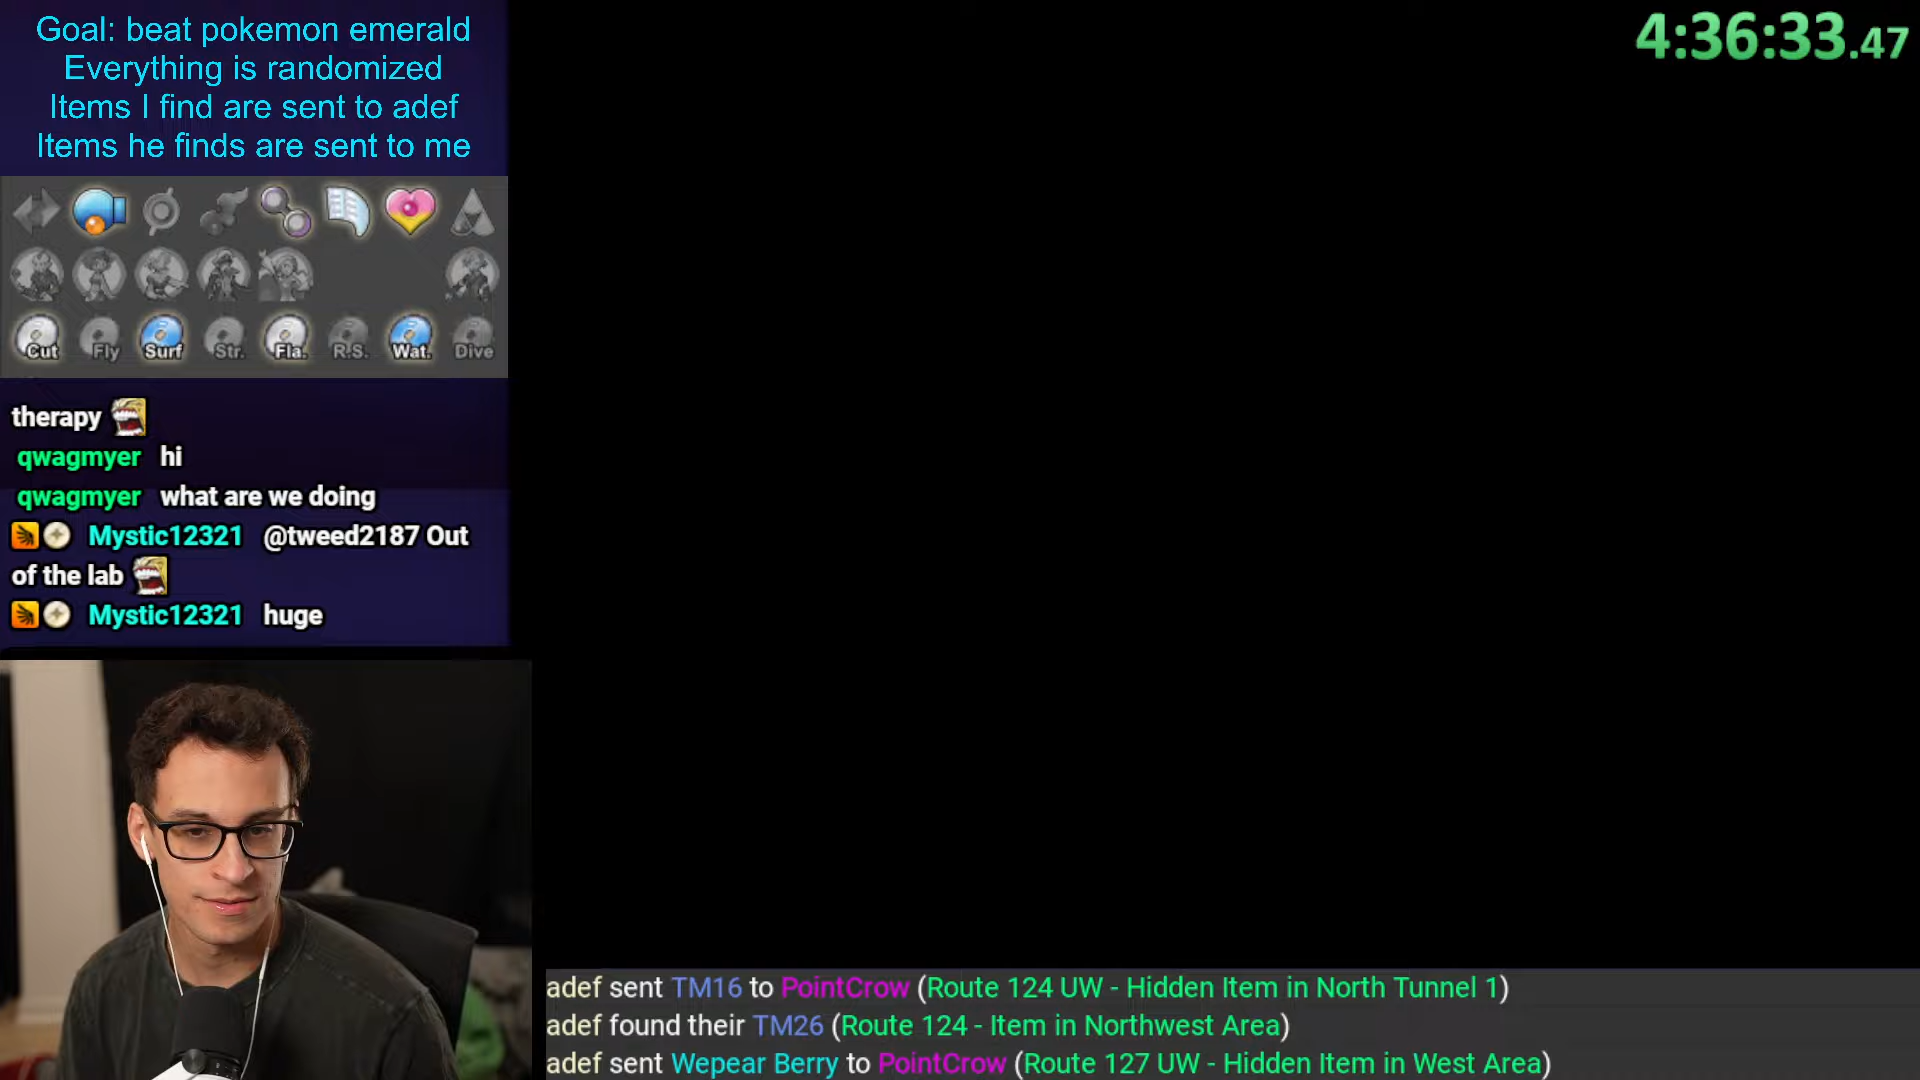 Goal: beat pokemon emerald
Everything is randomized
Items I find are sent to adef
Items he finds are sent to me
4:36:33.47
Cut Fly Surf Str. Fla. R.S. Wat. Dive
therapy
qwagmyer hi
qwagmyer what are we doing
Mystic12321 @tweed2187 Out
of the lab
Mystic12321 huge
adef sent TM16 to PointCrow (Route 124 UW - Hidden Item in North Tunnel 1)
adef found their TM26 (Route 124 - Item in Northwest Area)
adef sent Wepear Berry to PointCrow (Route 127 UW - Hidden Item in West Area)